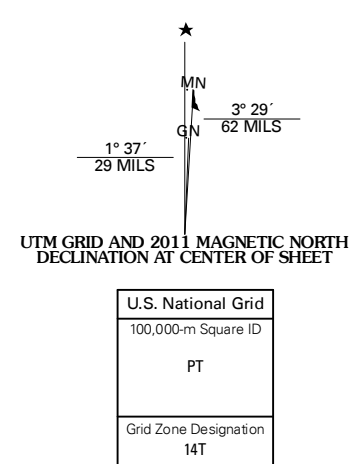 ★
MN
3° 29´
62 MILS
GN
1° 37´
29 MILS
UTM GRID AND 2011 MAGNETIC NORTH
DECLINATION AT CENTER OF SHEET
U.S. National Grid
100,000-m Square ID
PT
Grid Zone Designation
14T